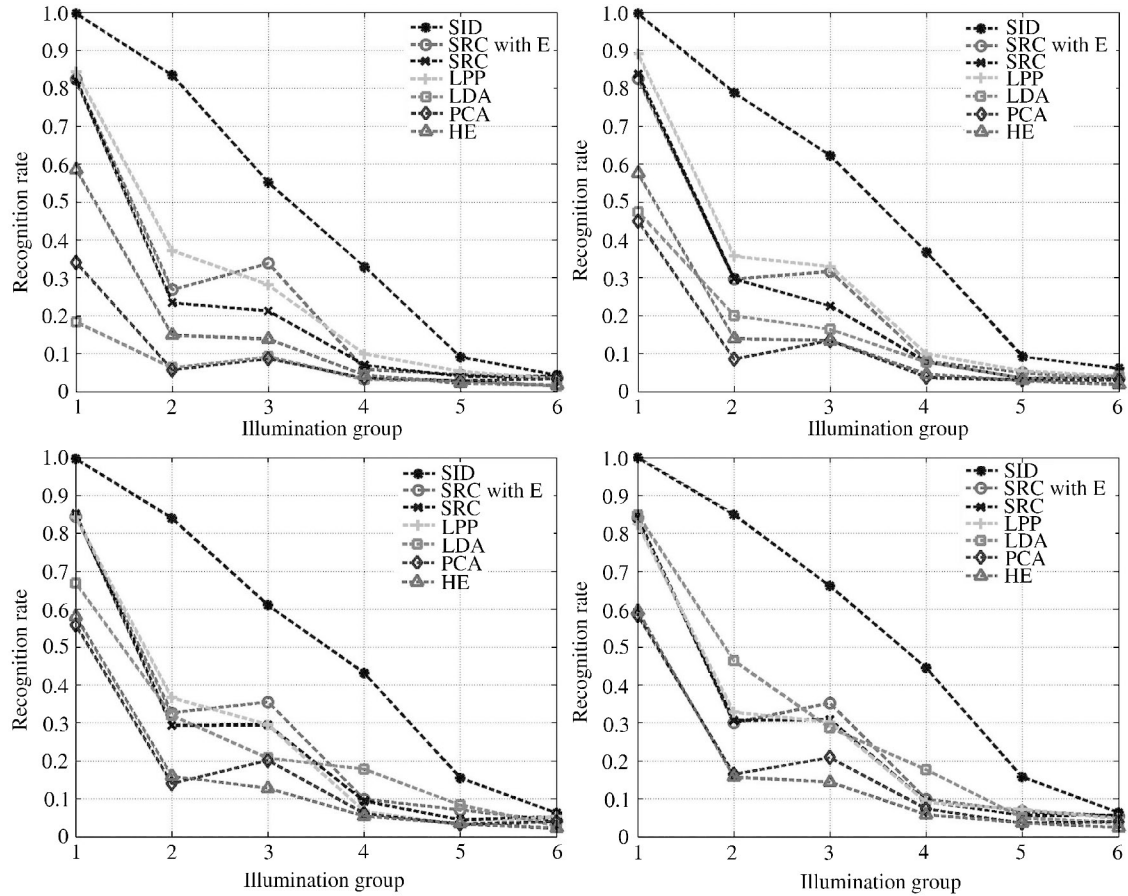 1.0
0.9
0.8
0.7
0.6
0.5
0.4
0.3
0.2
0.1
0
Recognition rate
SID
SRC with E
SRC
LPP
LDA
PCA
HE
1 2 3 4 5 6
Illumination group
1.0
0.9
0.8
0.7
0.6
0.5
0.4
0.3
0.2
0.1
0
Recognition rate
SID
SRC with E
SRC
LPP
LDA
PCA
HE
1 2 3 4 5 6
Illumination group
1.0
0.9
0.8
0.7
0.6
0.5
0.4
0.3
0.2
0.1
0
Recognition rate
SID
SRC with E
SRC
LPP
LDA
PCA
HE
1 2 3 4 5 6
Illumination group
1.0
0.9
0.8
0.7
0.6
0.5
0.4
0.3
0.2
0.1
0
Recognition rate
SID
SRC with E
SRC
LPP
LDA
PCA
HE
1 2 3 4 5 6
Illumination group